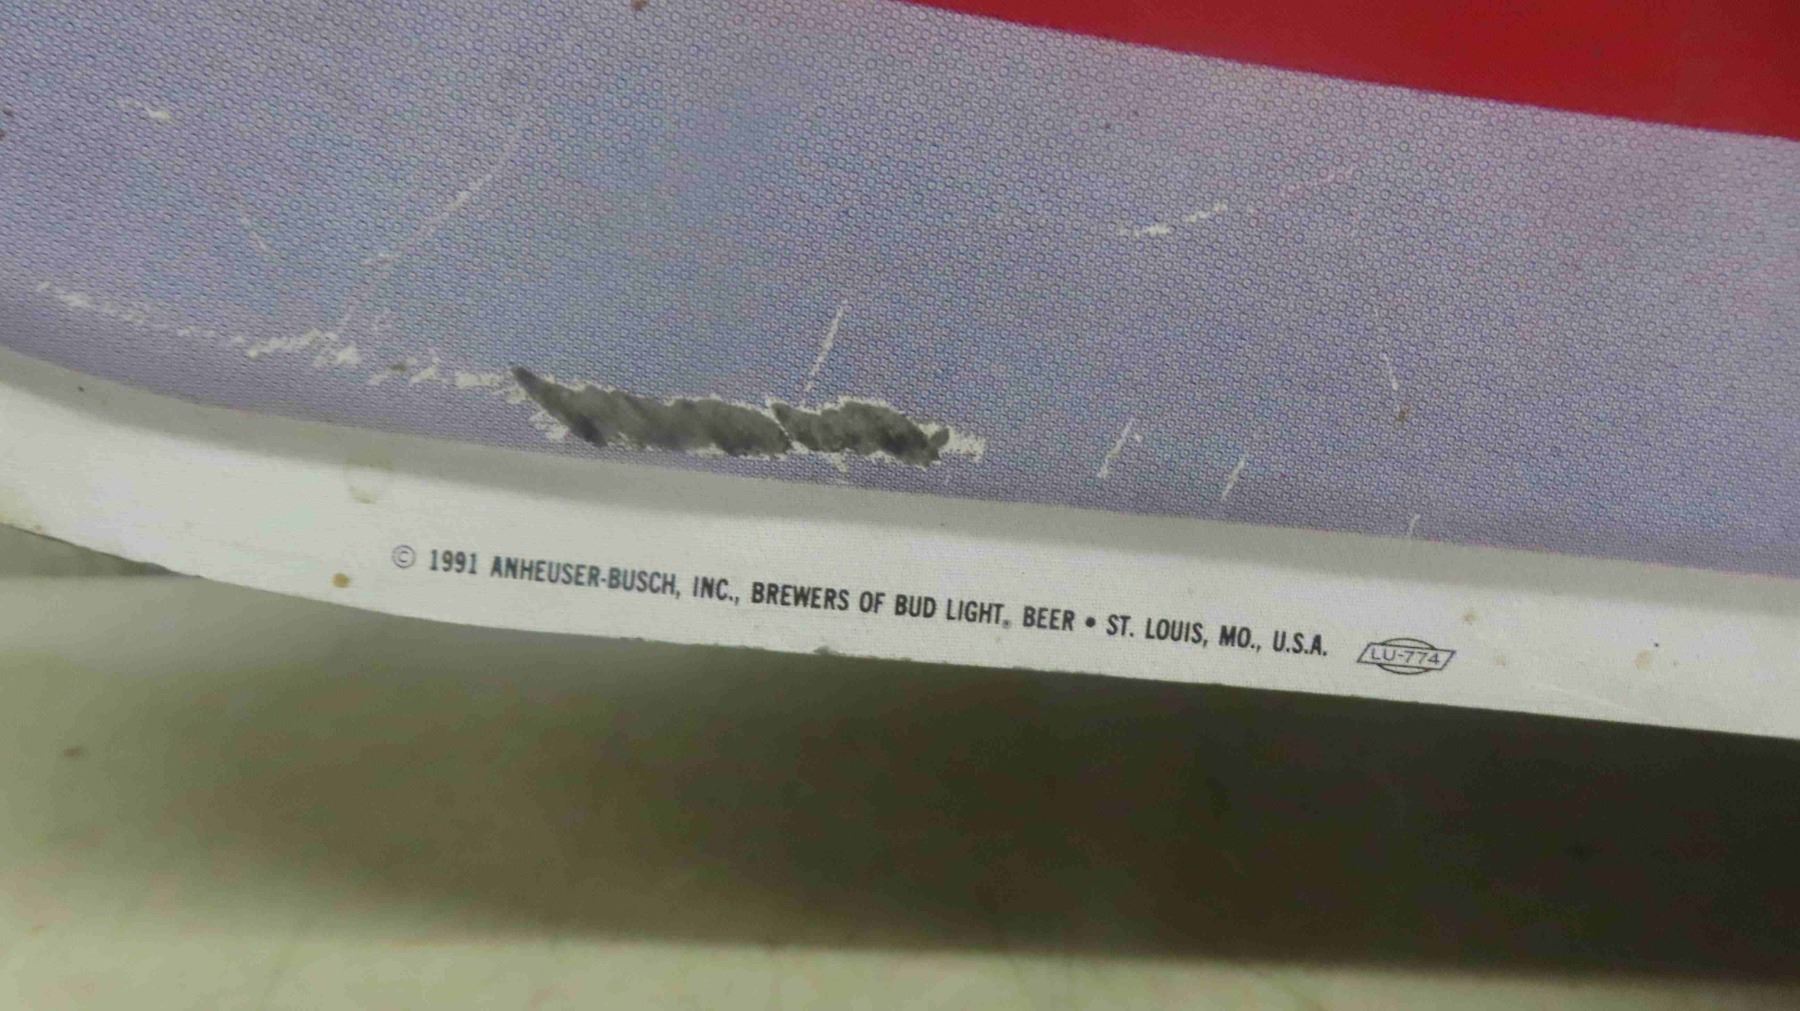 © 1991 ANHEUSER-BUSCH, INC., BREWERS OF BUD LIGHT® BEER • ST. LOUIS, MO., U.S.A. LU-774